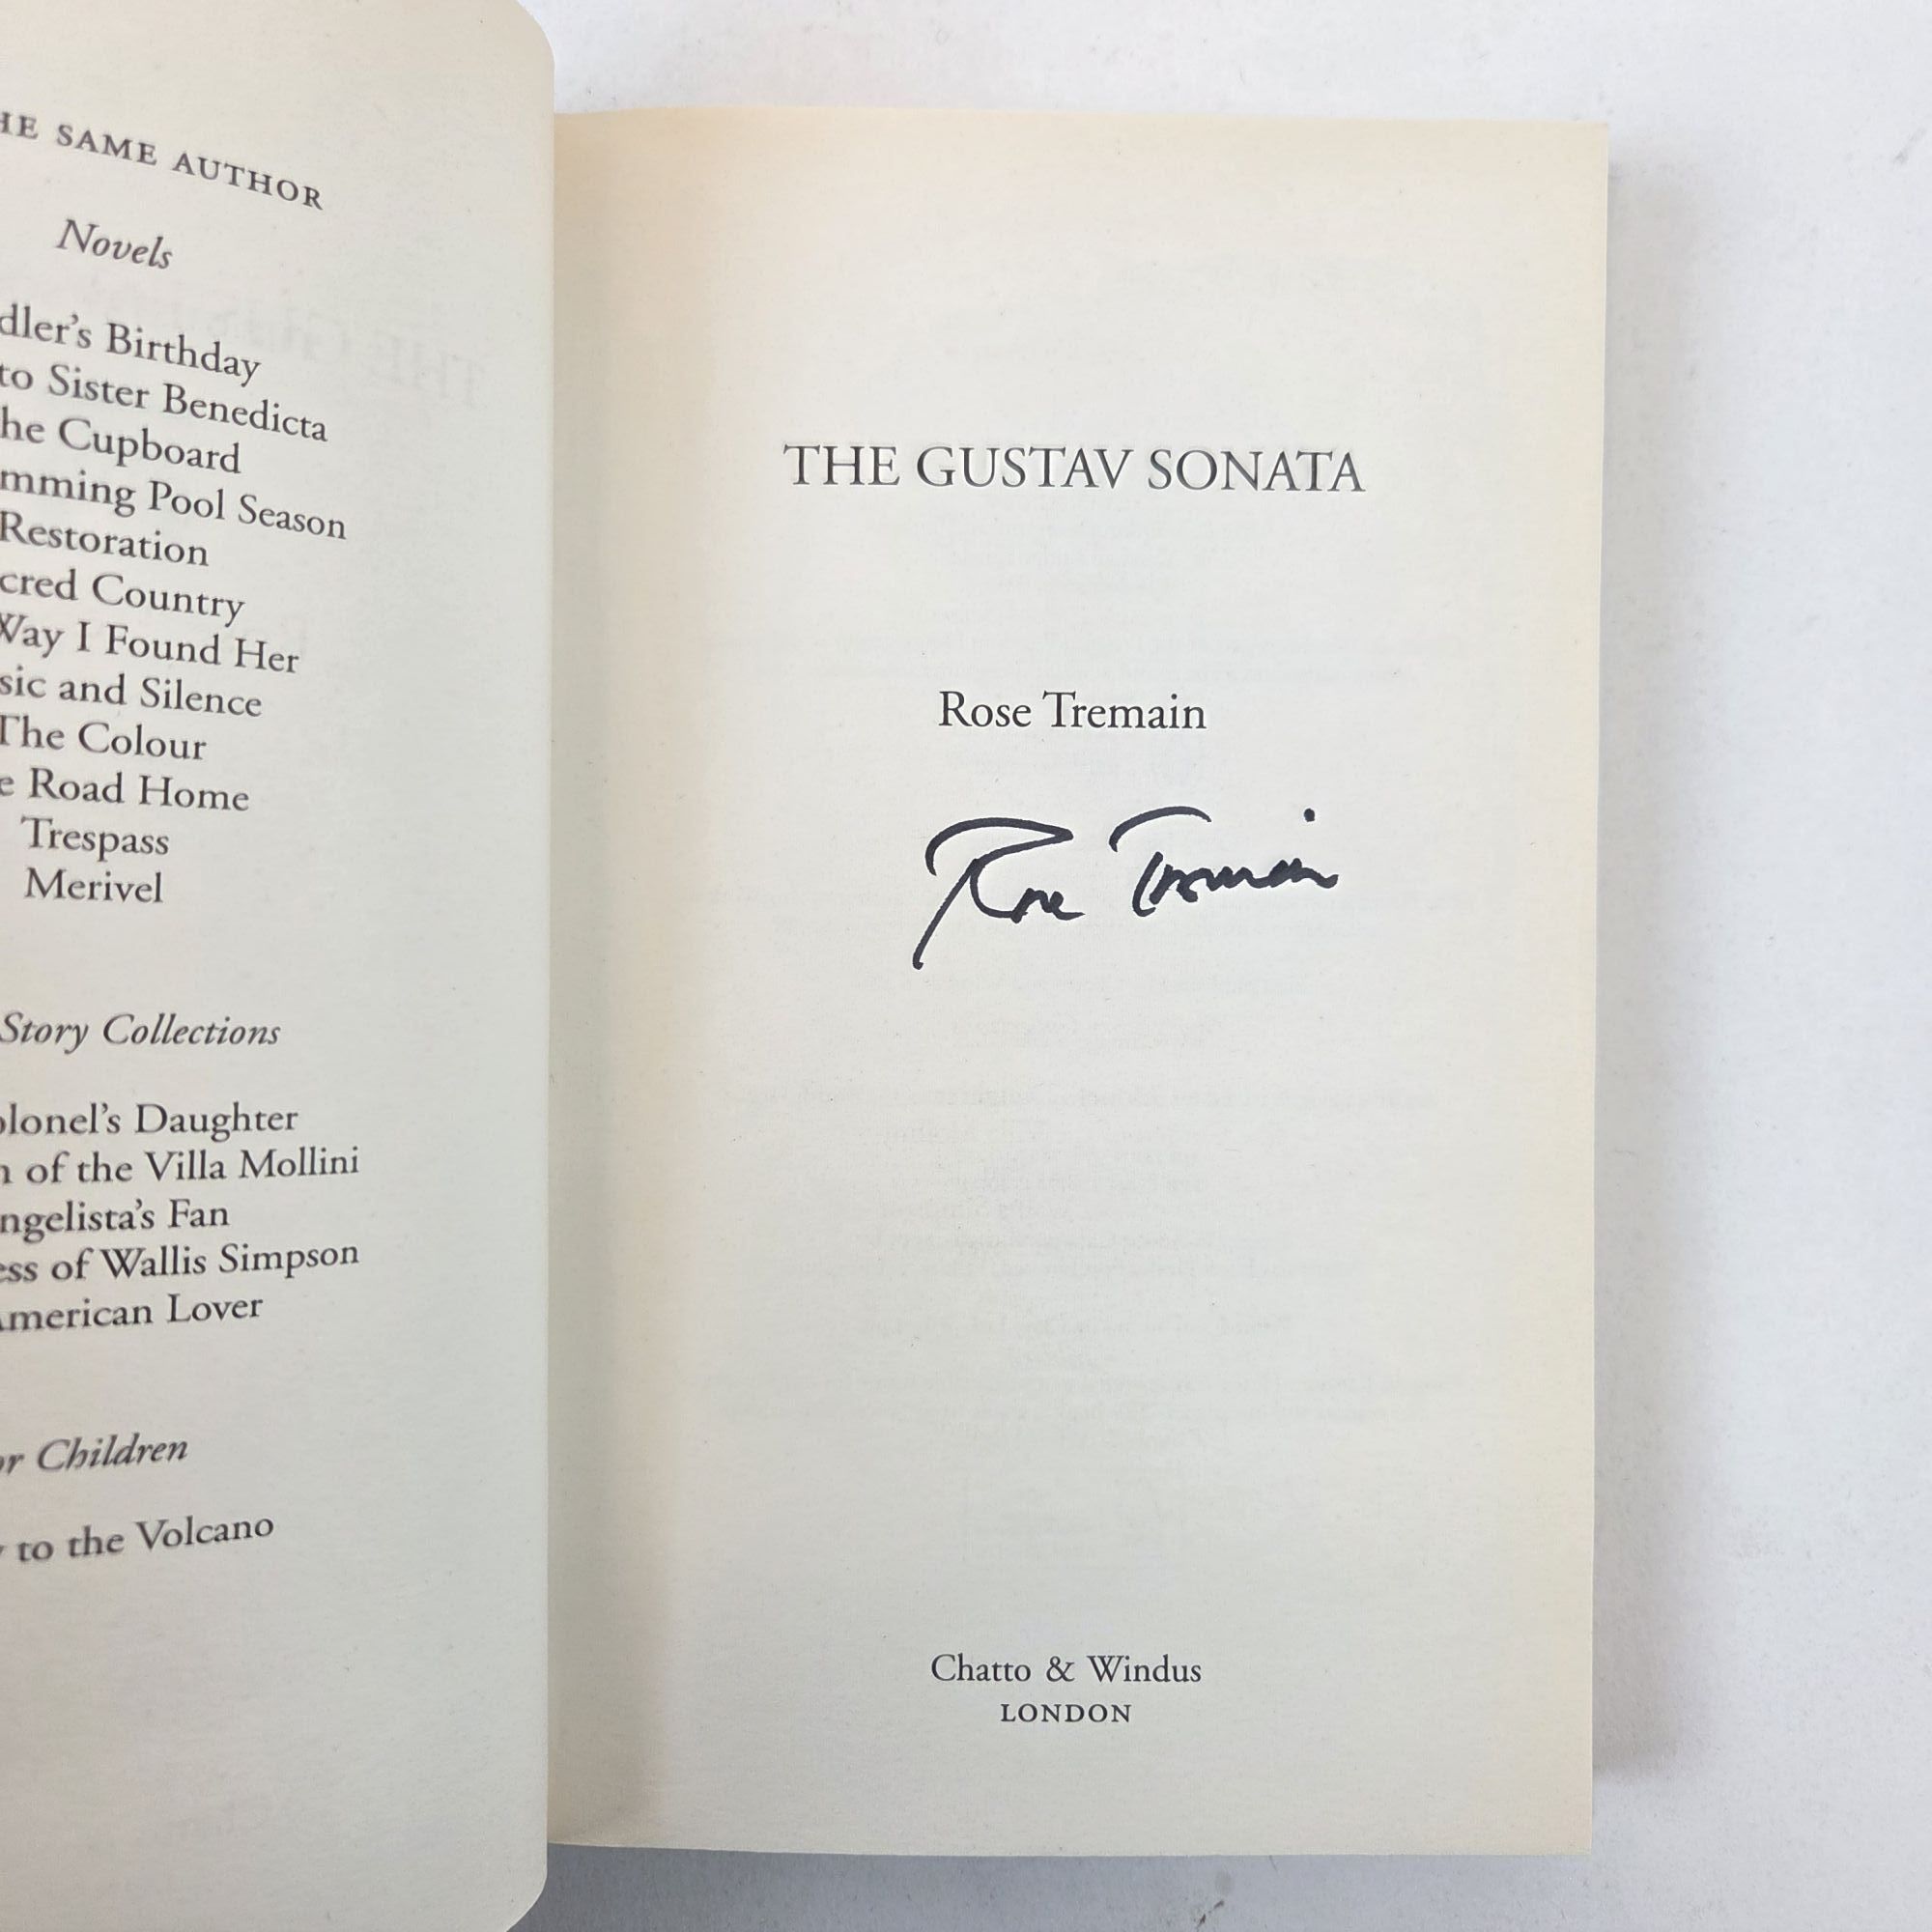 HE SAME AUTHOR
Novels
dler's Birthday
to Sister Benedicta
he Cupboard
mming Pool Season
Restoration
cred Country
Way I Found Her
sic and Silence
The Colour
e Road Home
Trespass
Merivel
Story Collections
olonel's Daughter
n of the Villa Mollini
ngelista's Fan
ess of Wallis Simpson
American Lover
or Children
y to the Volcano
THE GUSTAV SONATA
Rose Tremain
Rose Tremain
Chatto & Windus
LONDON